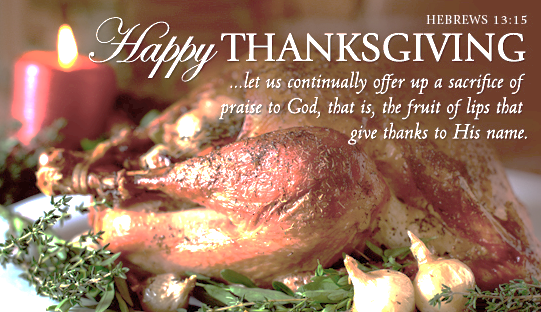 HEBREWS 13:15
Happy THANKSGIVING
...let us continually offer up a sacrifice of
praise to God, that is, the fruit of lips that
give thanks to His name.